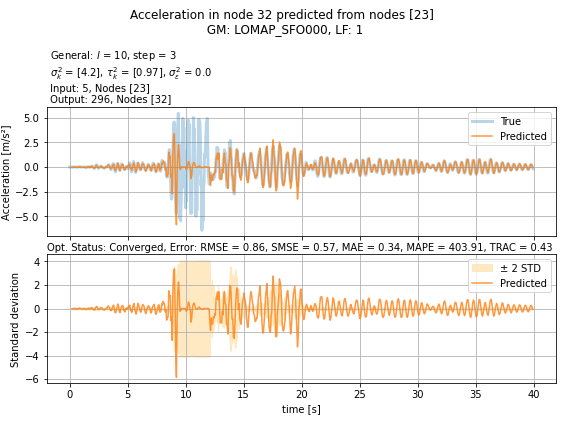 Acceleration in node 32 predicted from nodes [23]
GM: LOMAP_SFO000, LF: 1
General: l = 10, step = 3
σ²ₖ = [4.2], τ²ₖ = [0.97], σ²ε = 0.0
Input: 5, Nodes [23]
Output: 296, Nodes [32]
Acceleration [m/s²]
5.0
2.5
0.0
−2.5
−5.0
True
Predicted
Opt. Status: Converged, Error: RMSE = 0.86, SMSE = 0.57, MAE = 0.34, MAPE = 403.91, TRAC = 0.43
Standard deviation
4
2
0
−2
−4
−6
± 2 STD
Predicted
0 5 10 15 20 25 30 35 40
time [s]